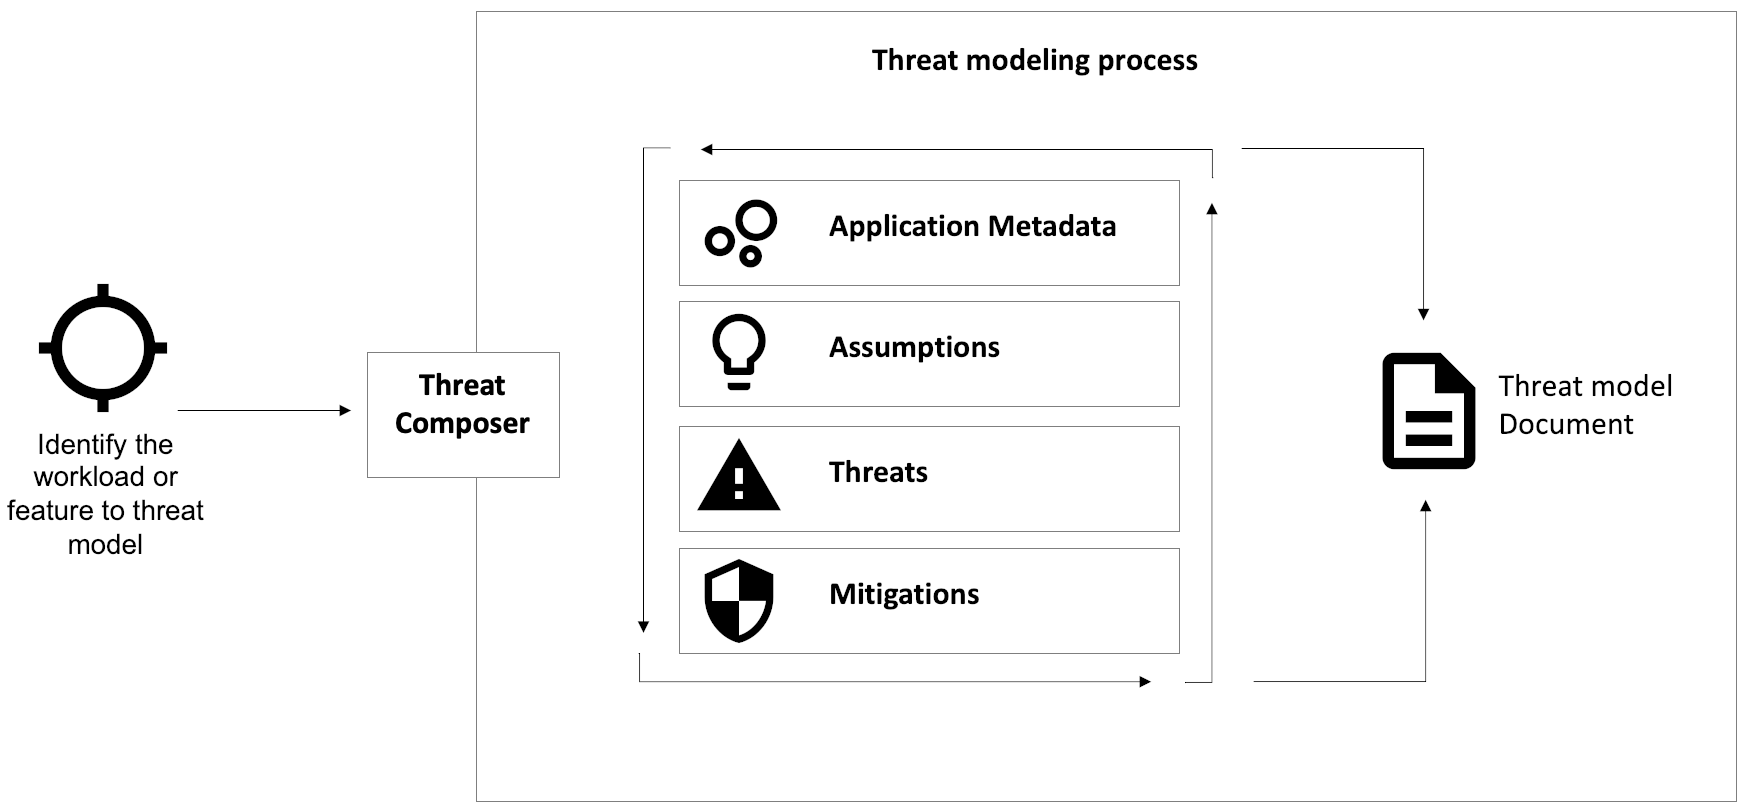 Threat modeling process
Application Metadata
Assumptions
Threats
Mitigations
Threat
Composer
Identify the
workload or
feature to threat
model
Threat model
Document